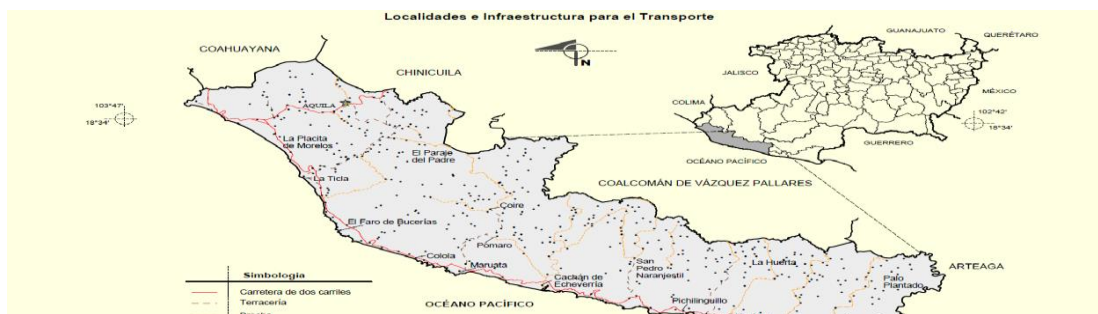 Localidades e Infraestructura para el Transporte
GUANAJUATO
QUERÉTARO
COAHUAYANA
N
CHINICUILA
JALISCO
MÉXICO
103°47'
18°34'
AQUILA
COLIMA
102°42'
18°34'
La Placita
de Morelos
El Paraje
del Padre
GUERRERO
OCÉANO PACÍFICO
La Ticla
COALCOMÁN DE VÁZQUEZ PALLARES
Coire
El Faro de Bucerías
Pómaro
Colola
Maruata
San
Pedro
Naranjestil
La Huerta
ARTEAGA
Cachán de
Echeverría
Palo
Plantado
Simbología
Carretera de dos carriles
Terracería
OCÉANO PACÍFICO
Pichilinguillo